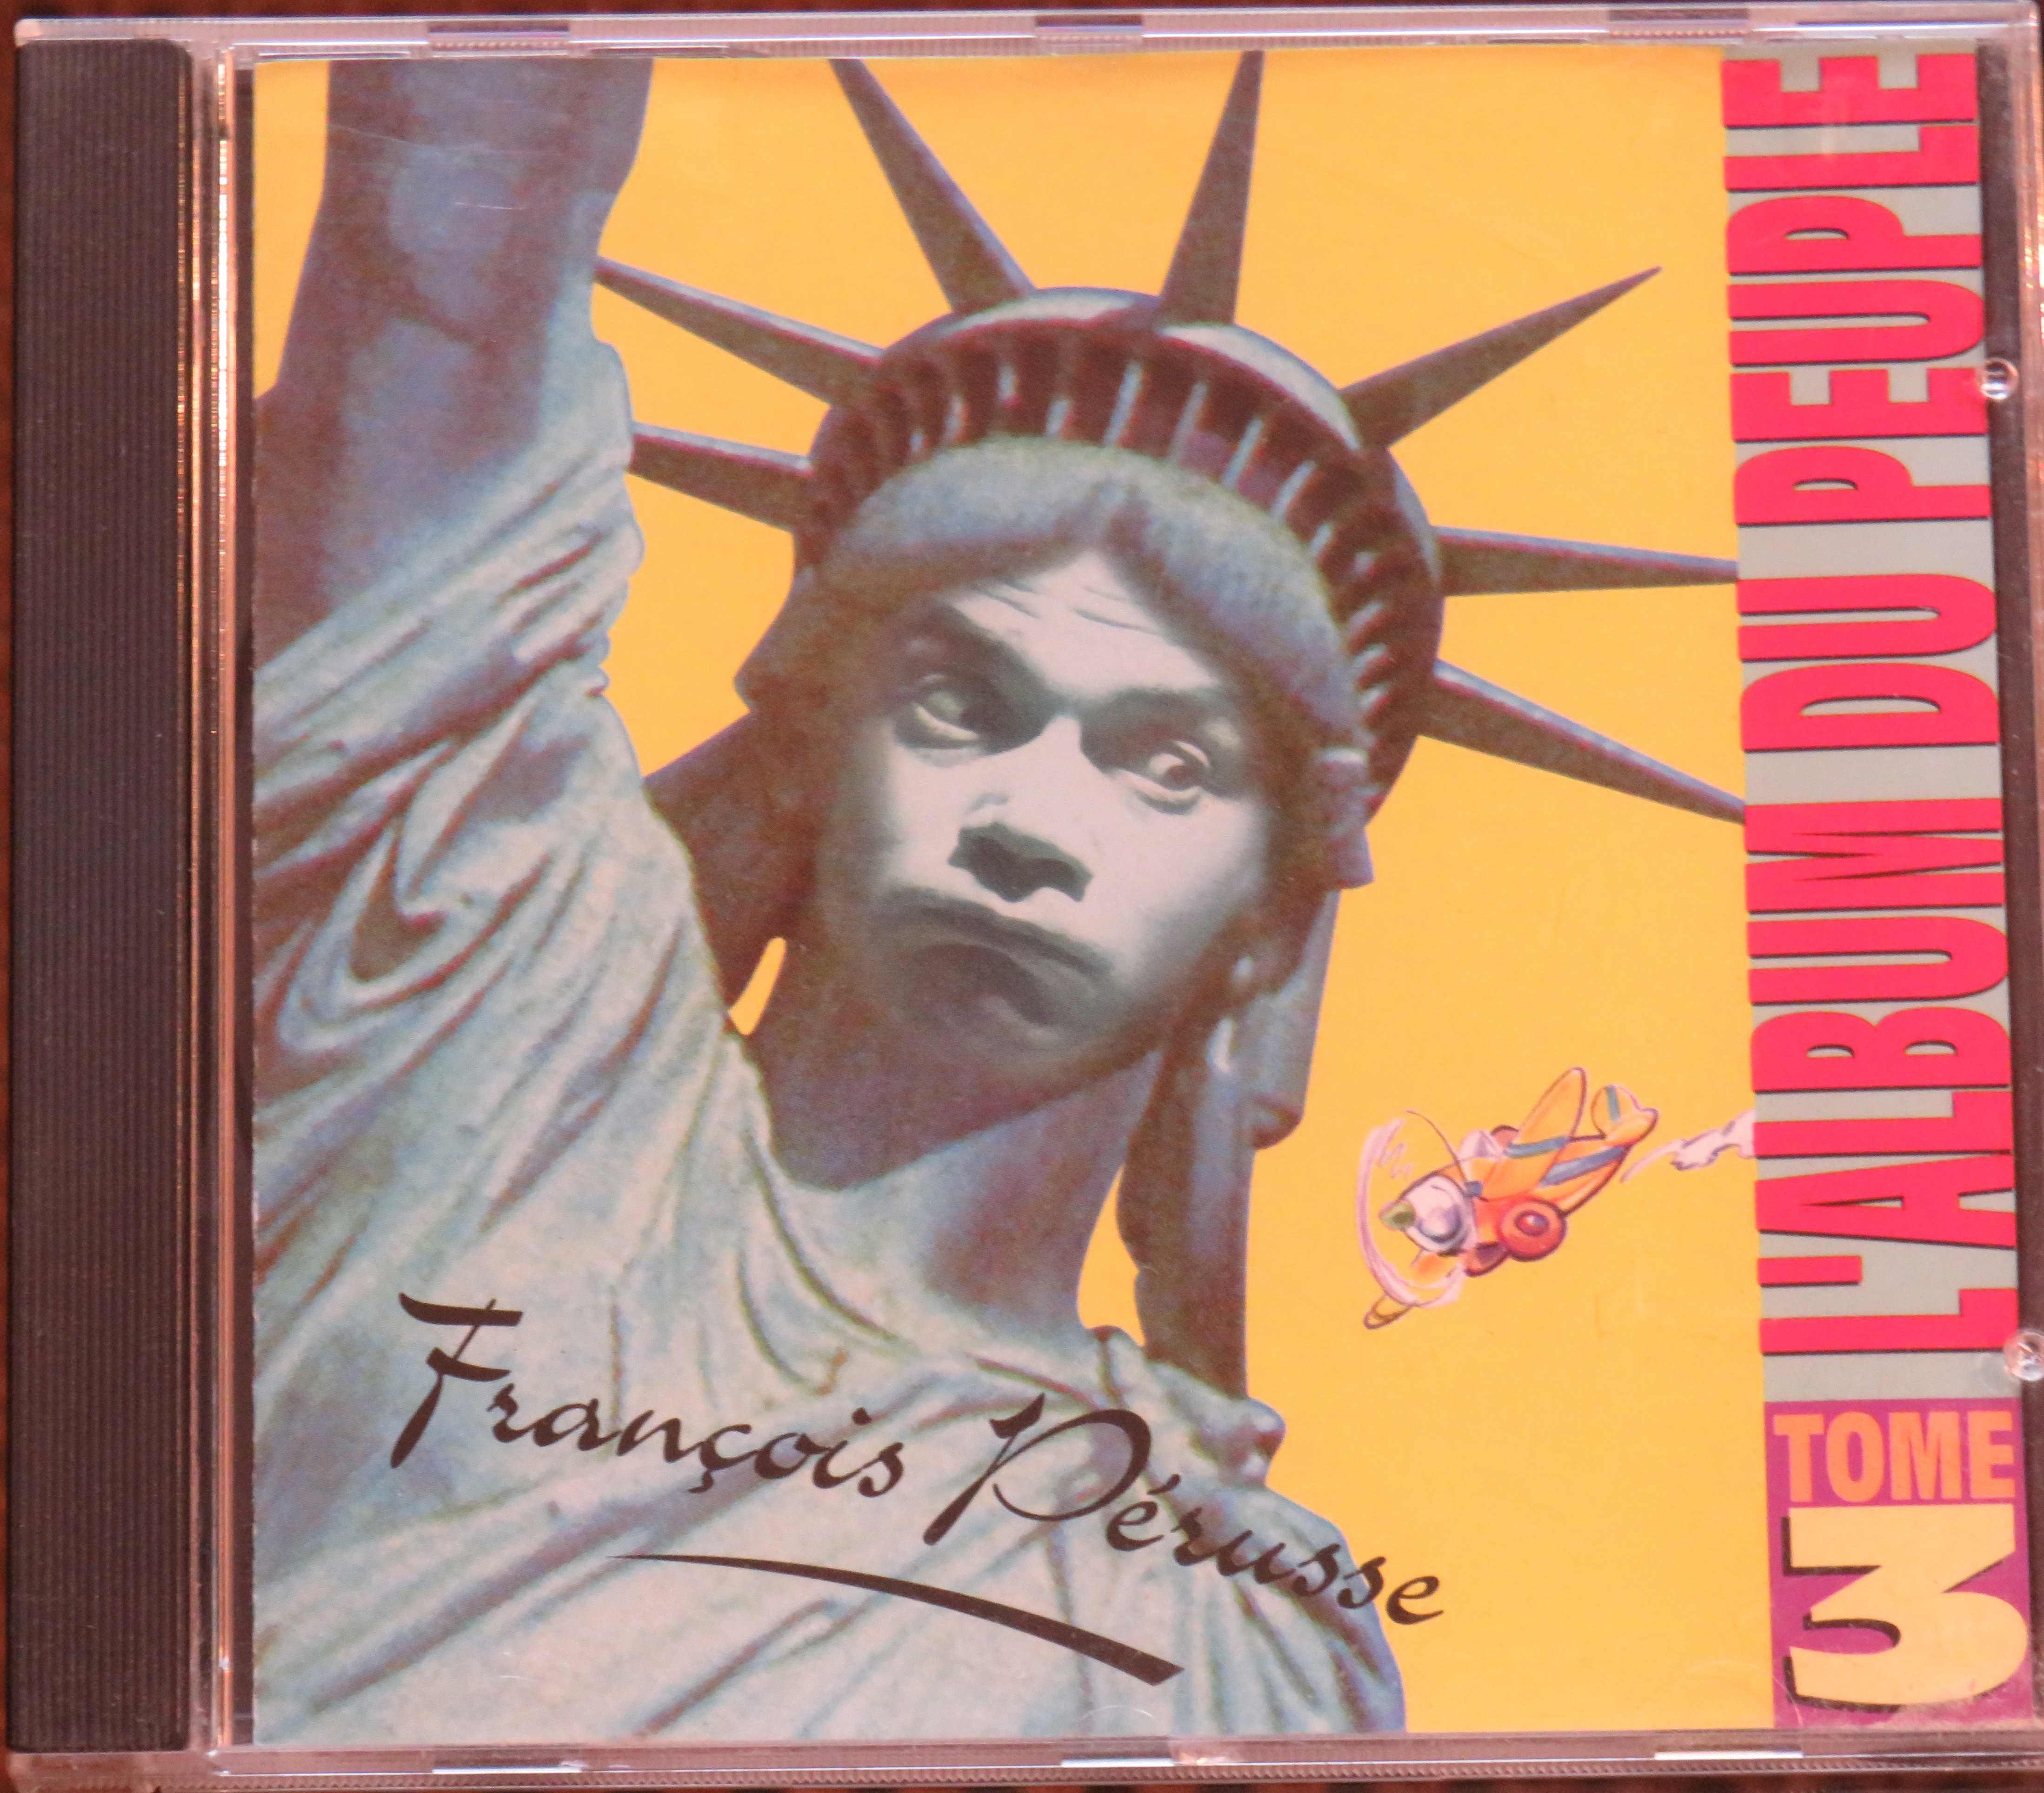 L'ALBUM DU PEUPLE
TOME
3
François Pérusse